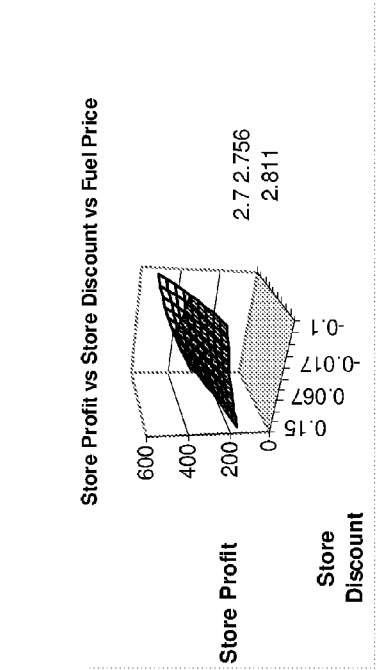 Store Profit vs Store Discount vs Fuel Price
600
400
200
0
Store Profit
0.15
0.067
-0.017
-0.1
2.7 2.756
2.811
Store
Discount